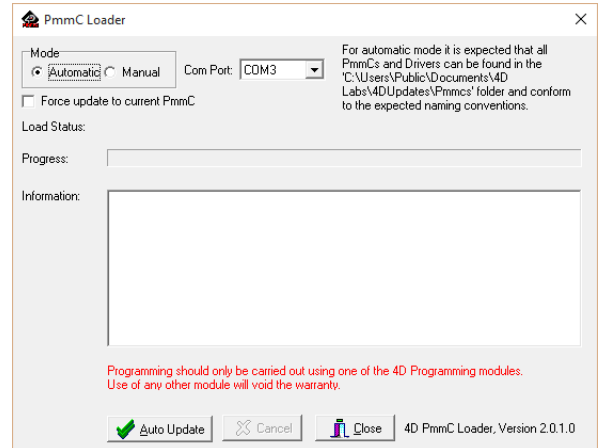 PmmC Loader
Mode
Automatic Manual
Com Port: COM3
For automatic mode it is expected that all
PmmCs and Drivers can be found in the
'C:\Users\Public\Documents\4D
Labs\4DUpdates\Pmmcs' folder and conform
to the expected naming conventions.
Force update to current PmmC
Load Status:
Progress:
Information:
Programming should only be carried out using one of the 4D Programming modules.
Use of any other module will void the warranty.
Auto Update Cancel Close 4D PmmC Loader, Version 2.0.1.0